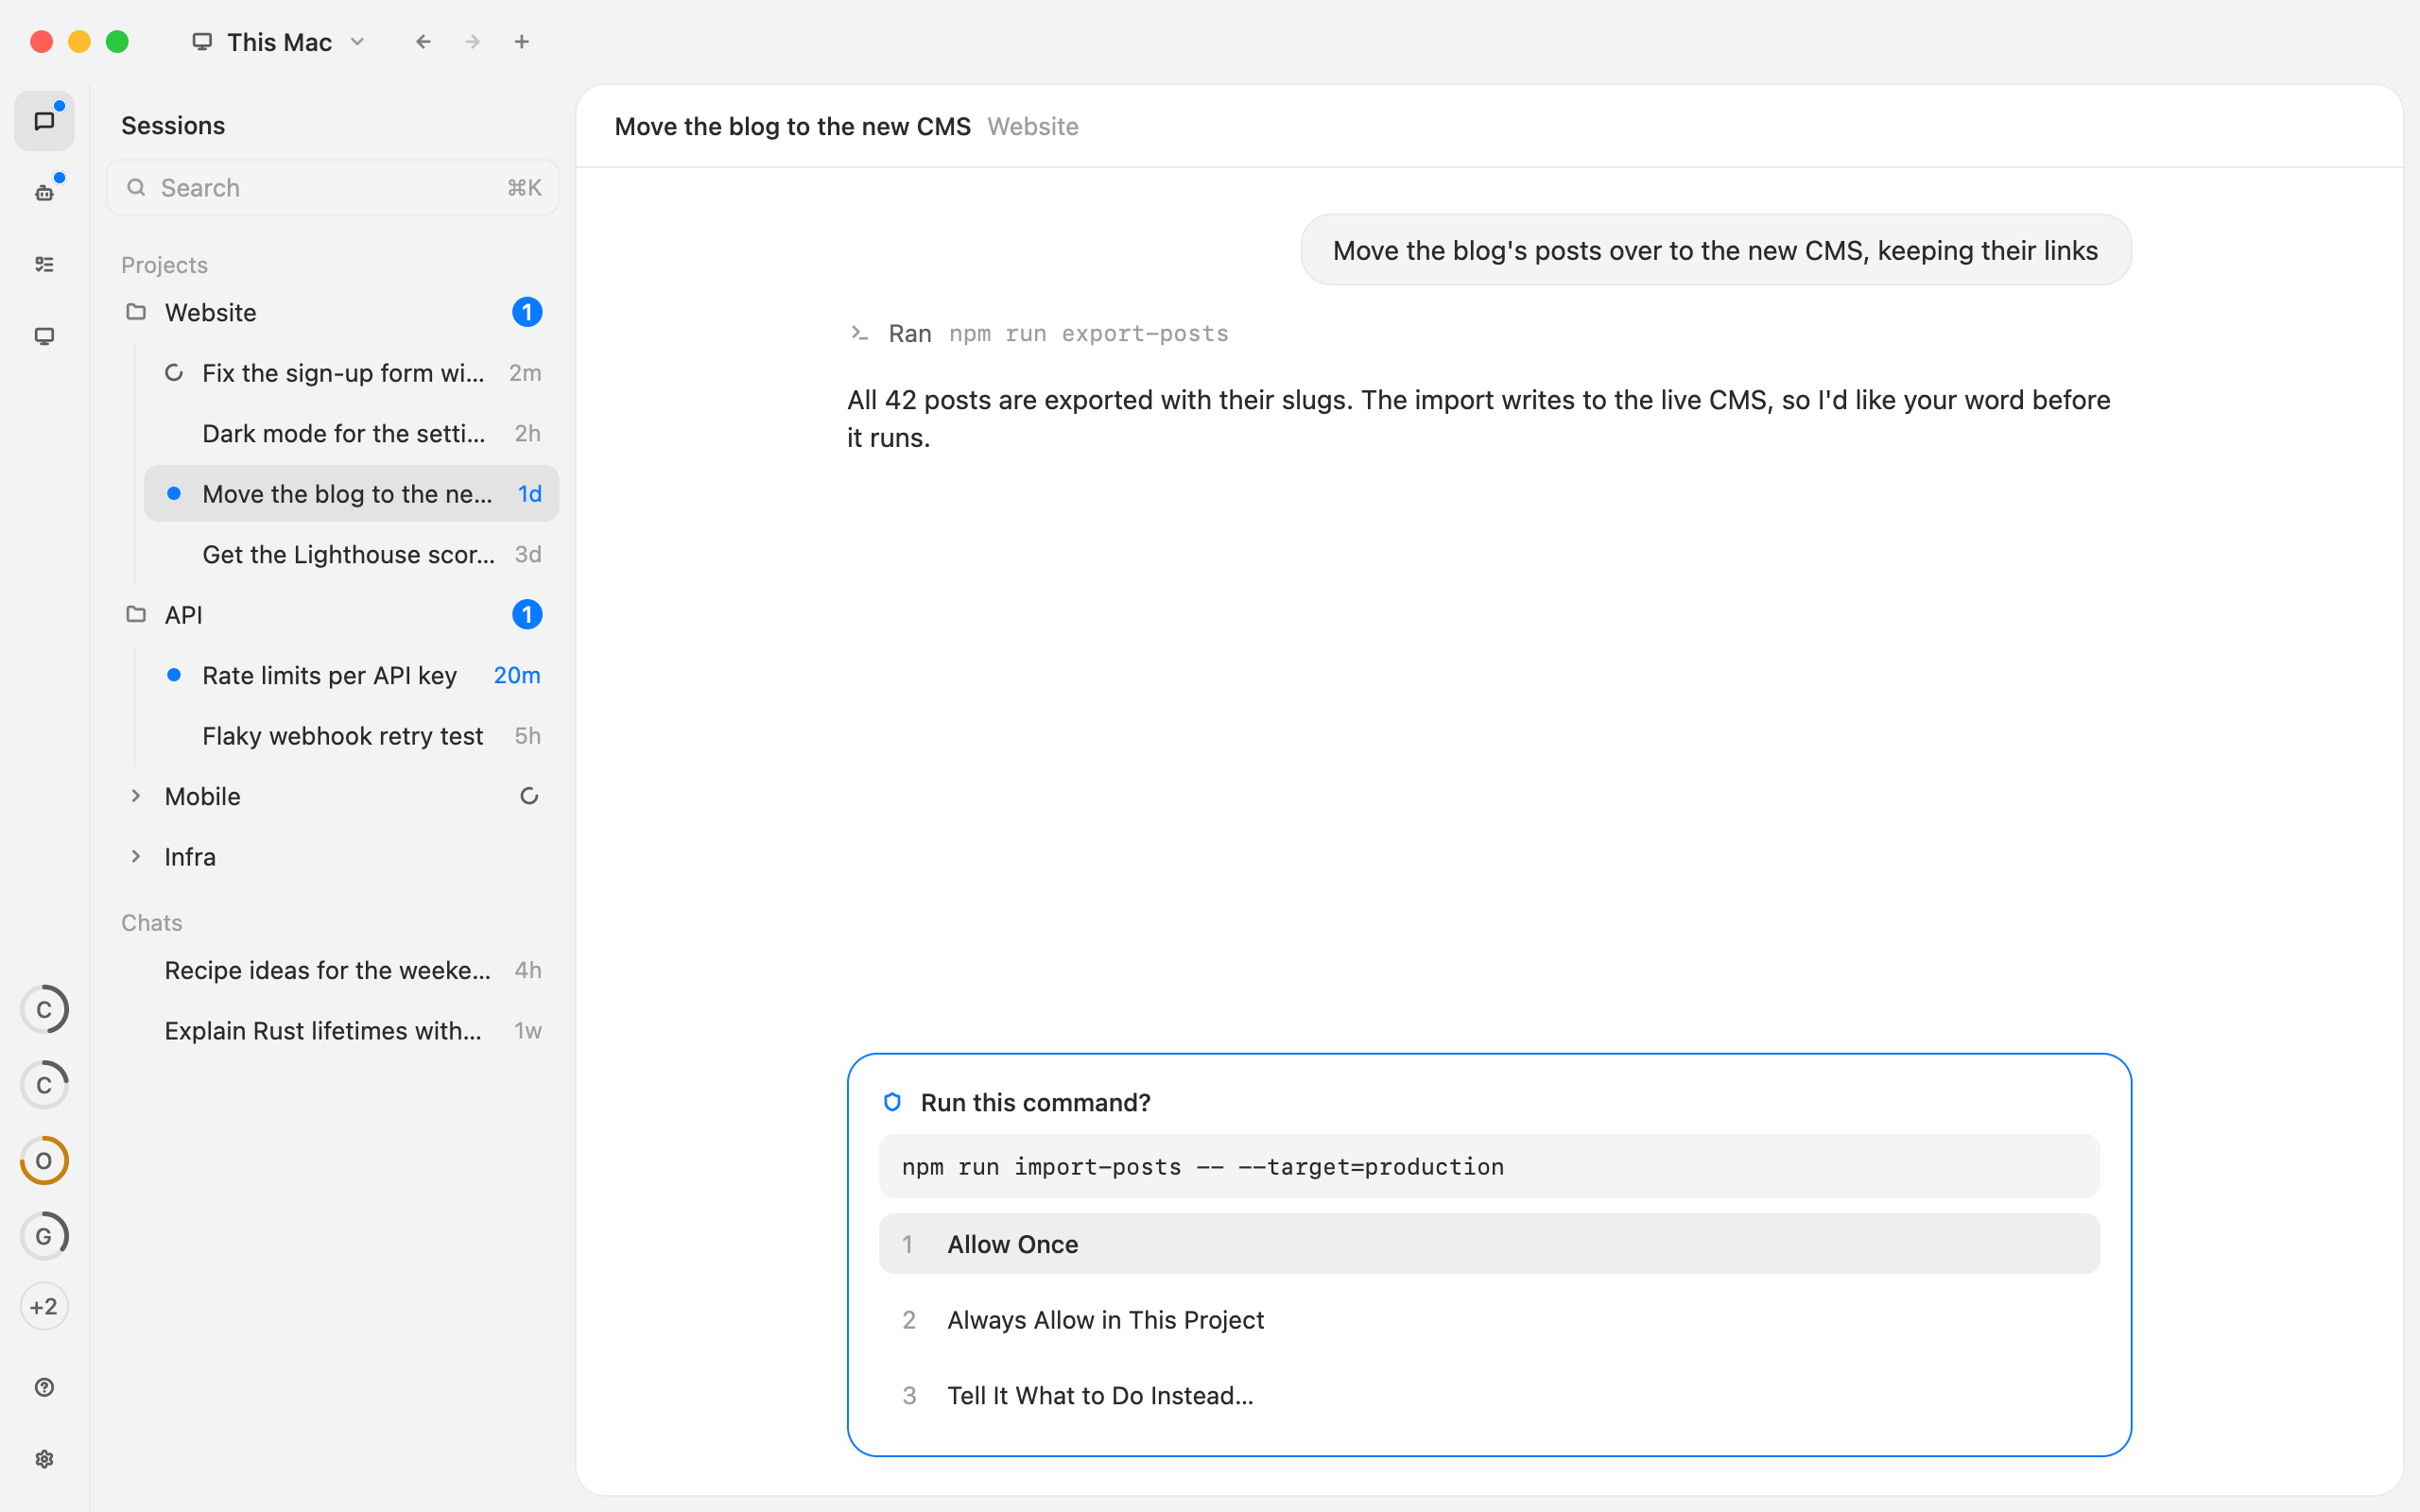 This Mac
Sessions
Search ⌘K
Projects
Website 1
Fix the sign-up form wi... 2m
Dark mode for the setti... 2h
Move the blog to the ne... 1d
Get the Lighthouse scor... 3d
API 1
Rate limits per API key 20m
Flaky webhook retry test 5h
Mobile
Infra
Chats
Recipe ideas for the weeke... 4h
Explain Rust lifetimes with... 1w
C
C
O
G
+2
Move the blog to the new CMS Website
Move the blog's posts over to the new CMS, keeping their links
Ran npm run export-posts
All 42 posts are exported with their slugs. The import writes to the live CMS, so I'd like your word before
it runs.
Run this command?
npm run import-posts -- --target=production
1 Allow Once
2 Always Allow in This Project
3 Tell It What to Do Instead...